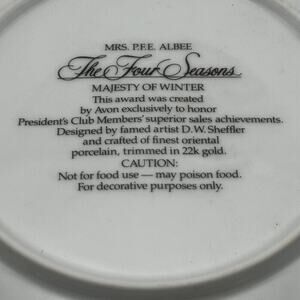 MRS. P.F.E. ALBEE
The Four Seasons
MAJESTY OF WINTER
This award was created
by Avon exclusively to honor
President's Club Members' superior sales achievements.
Designed by famed artist D.W. Sheffler
and crafted of finest oriental
porcelain, trimmed in 22k gold.
CAUTION:
Not for food use — may poison food.
For decorative purposes only.